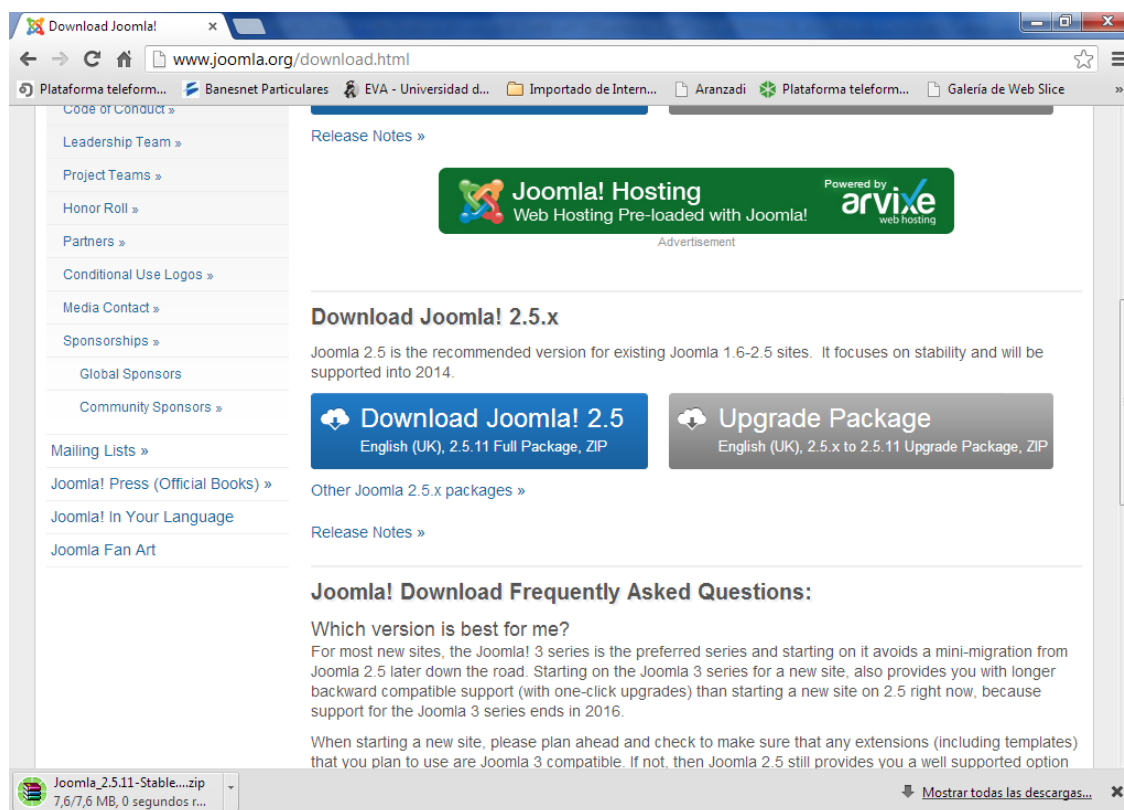 Download Joomla!
www.joomla.org/download.html
Plataforma teleform...
Banesnet Particulares
EVA - Universidad d...
Importado de Intern...
Aranzadi
Plataforma teleform...
Galería de Web Slice
»
Code of Conduct »
Leadership Team »
Project Teams »
Honor Roll »
Partners »
Conditional Use Logos »
Media Contact »
Sponsorships »
Global Sponsors
Community Sponsors »
Mailing Lists »
Joomla! Press (Official Books) »
Joomla! In Your Language
Joomla Fan Art
Release Notes »
Joomla! Hosting
Web Hosting Pre-loaded with Joomla!
Powered by
arvixe
web hosting
Advertisement
Download Joomla! 2.5.x
Joomla 2.5 is the recommended version for existing Joomla 1.6-2.5 sites. It focuses on stability and will be
supported into 2014.
Download Joomla! 2.5
English (UK), 2.5.11 Full Package, ZIP
Upgrade Package
English (UK), 2.5.x to 2.5.11 Upgrade Package, ZIP
Other Joomla 2.5.x packages »
Release Notes »
Joomla! Download Frequently Asked Questions:
Which version is best for me?
For most new sites, the Joomla! 3 series is the preferred series and starting on it avoids a mini-migration from
Joomla 2.5 later down the road. Starting on the Joomla 3 series for a new site, also provides you with longer
backward compatible support (with one-click upgrades) than starting a new site on 2.5 right now, because
support for the Joomla 3 series ends in 2016.
When starting a new site, please plan ahead and check to make sure that any extensions (including templates)
that you plan to use are Joomla 3 compatible. If not, then Joomla 2.5 still provides you a well supported option
Joomla_2.5.11-Stable....zip
7,6/7,6 MB, 0 segundos r...
Mostrar todas las descargas...